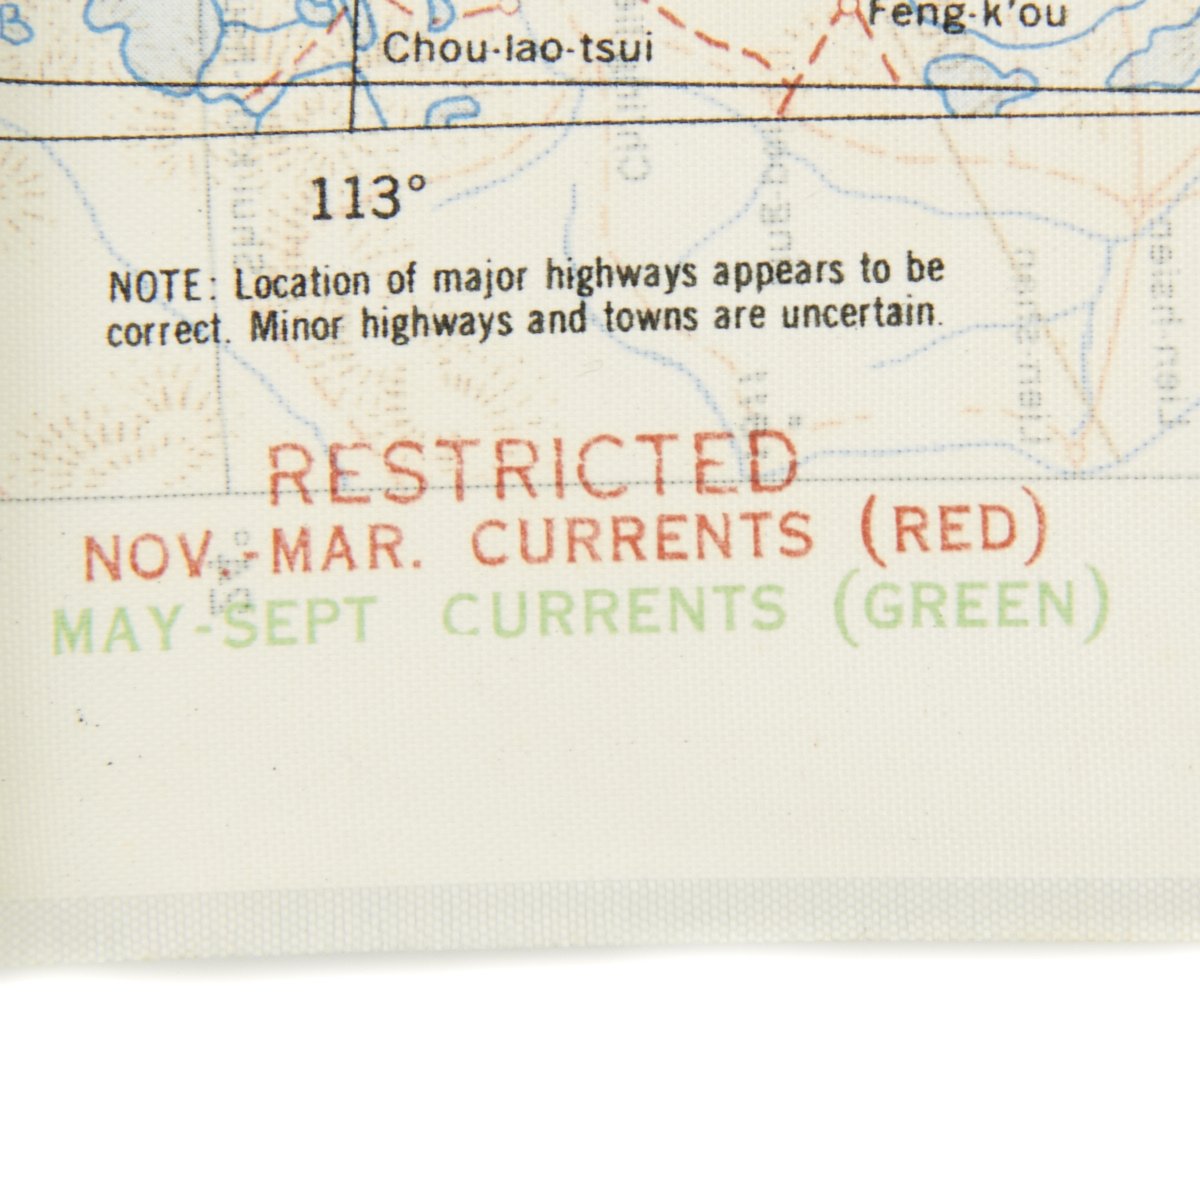 Feng-k'ou
Chou-lao-tsui
113°
NOTE: Location of major highways appears to be
correct. Minor highways and towns are uncertain.
RESTRICTED
NOV.-MAR. CURRENTS (RED)
MAY-SEPT CURRENTS (GREEN)